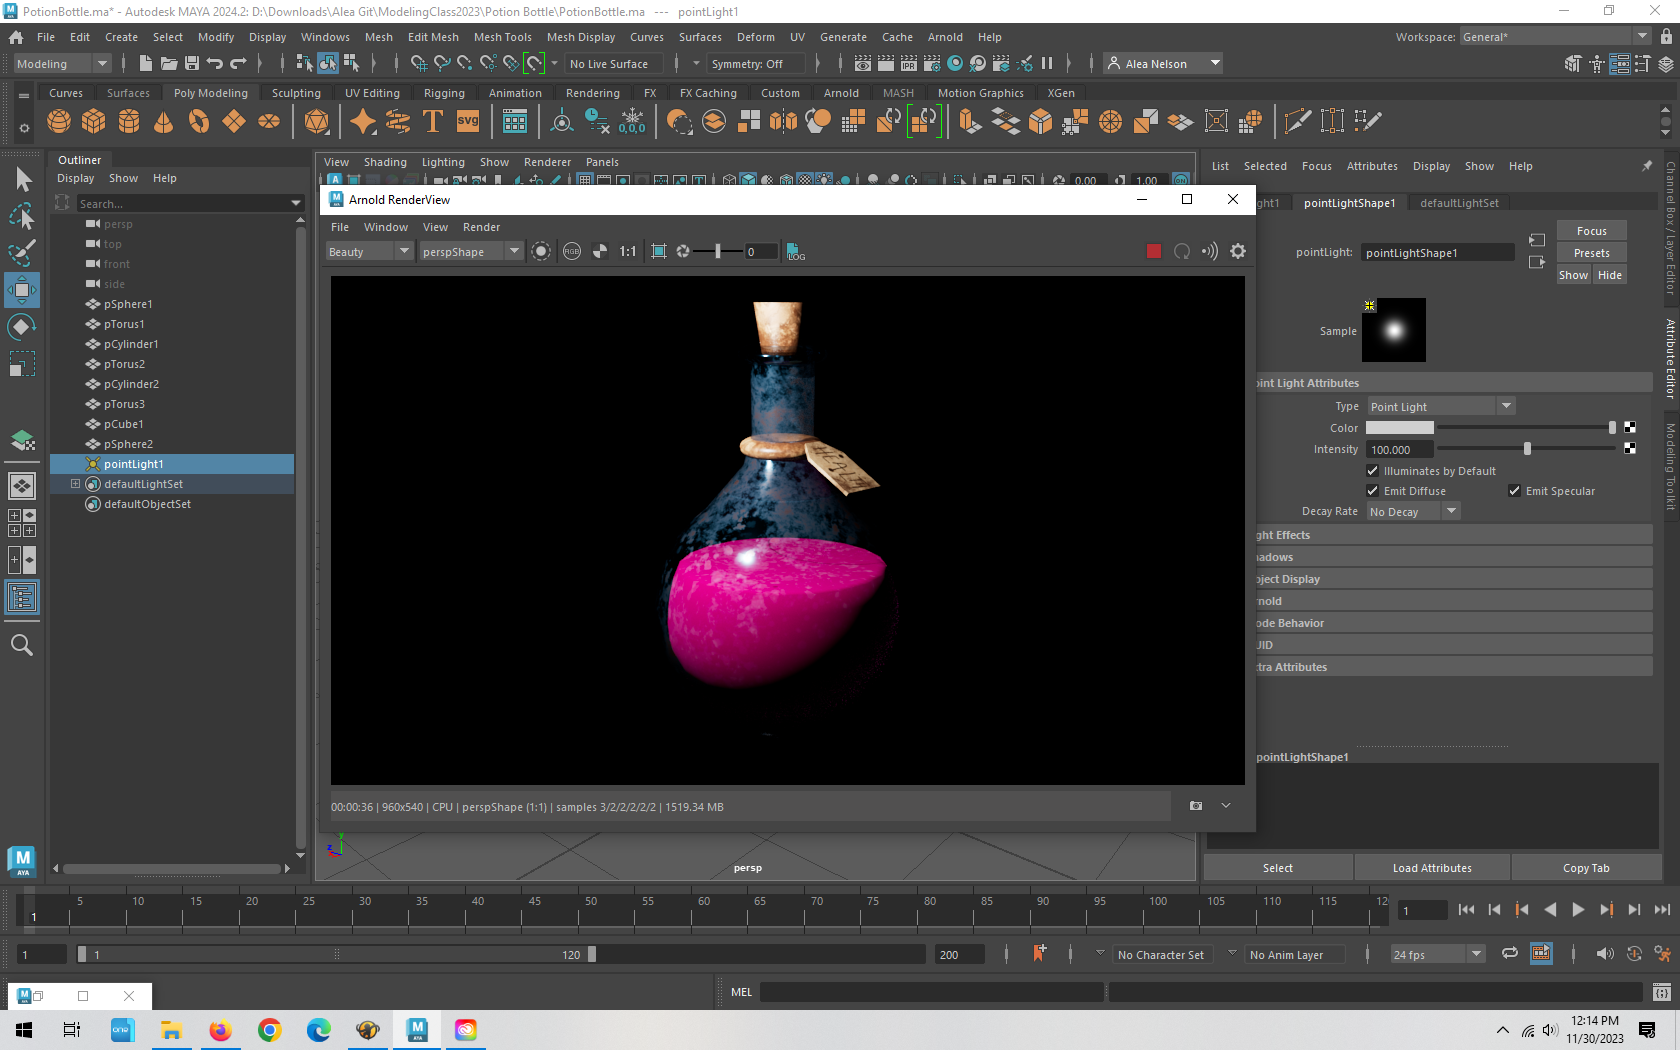 PotionBottle.ma* - Autodesk MAYA 2024.2: D:\Downloads\Alea Git\ModelingClass2023\Potion Bottle\PotionBottle.ma --- pointLight1
File Edit Create Select Modify Display Windows Mesh Edit Mesh Mesh Tools Mesh Display Curves Surfaces Deform UV Generate Cache Arnold Help
Workspace: General*
Modeling No Live Surface Symmetry: Off Alea Nelson
Curves Surfaces Poly Modeling Sculpting UV Editing Rigging Animation Rendering FX FX Caching Custom Arnold MASH Motion Graphics XGen
T svg 0,0,0
Outliner
Display Show Help
Search...
persp
top
front
side
pSphere1
pTorus1
pCylinder1
pTorus2
pCylinder2
pTorus3
pCube1
pSphere2
pointLight1
defaultLightSet
defaultObjectSet
View Shading Lighting Show Renderer Panels
0.00 1.00
Arnold RenderView
File Window View Render
Beauty perspShape RGB 1:1 0 LOG
HEALTH
00:00:36 | 960x540 | CPU | perspShape (1:1) | samples 3/2/2/2/2/2 | 1519.34 MB
y
z
persp
List Selected Focus Attributes Display Show Help
ght1 pointLightShape1 defaultLightSet
pointLight: pointLightShape1
Focus
Presets
Show Hide
Sample
oint Light Attributes
Type Point Light
Color
Intensity 100.000
Illuminates by Default
Emit Diffuse Emit Specular
Decay Rate No Decay
ght Effects
adows
oject Display
rnold
ode Behavior
UID
tra Attributes
pointLightShape1
Select Load Attributes Copy Tab
Channel Box / Layer Editor
Attribute Editor
Modeling Toolkit
1 5 10 15 20 25 30 35 40 45 50 55 60 65 70 75 80 85 90 95 100 105 110 115 12
1
1 1 120 200 No Character Set No Anim Layer 24 fps
MEL
12:14 PM
11/30/2023